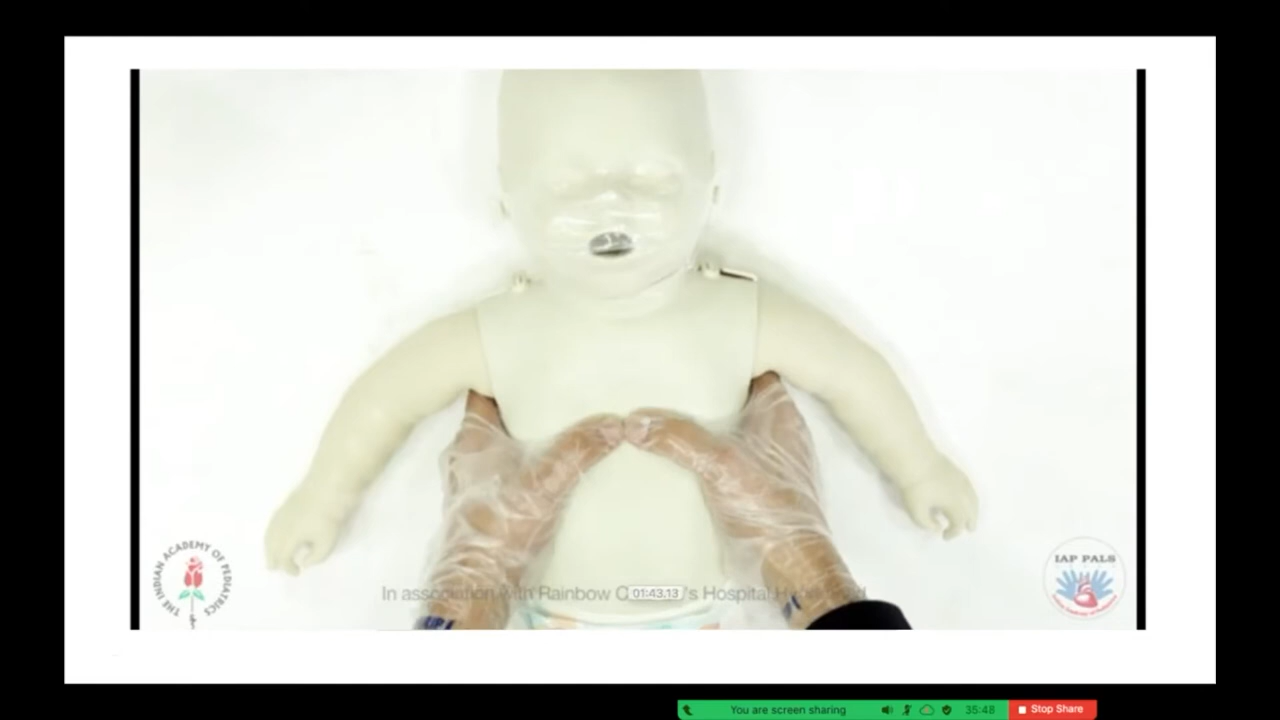 THE INDIAN ACADEMY OF PEDIATRICS
IAP PALS
In association with Rainbow C 's Hospital
01:43.13
UP!
You are screen sharing
35:48
Stop Share